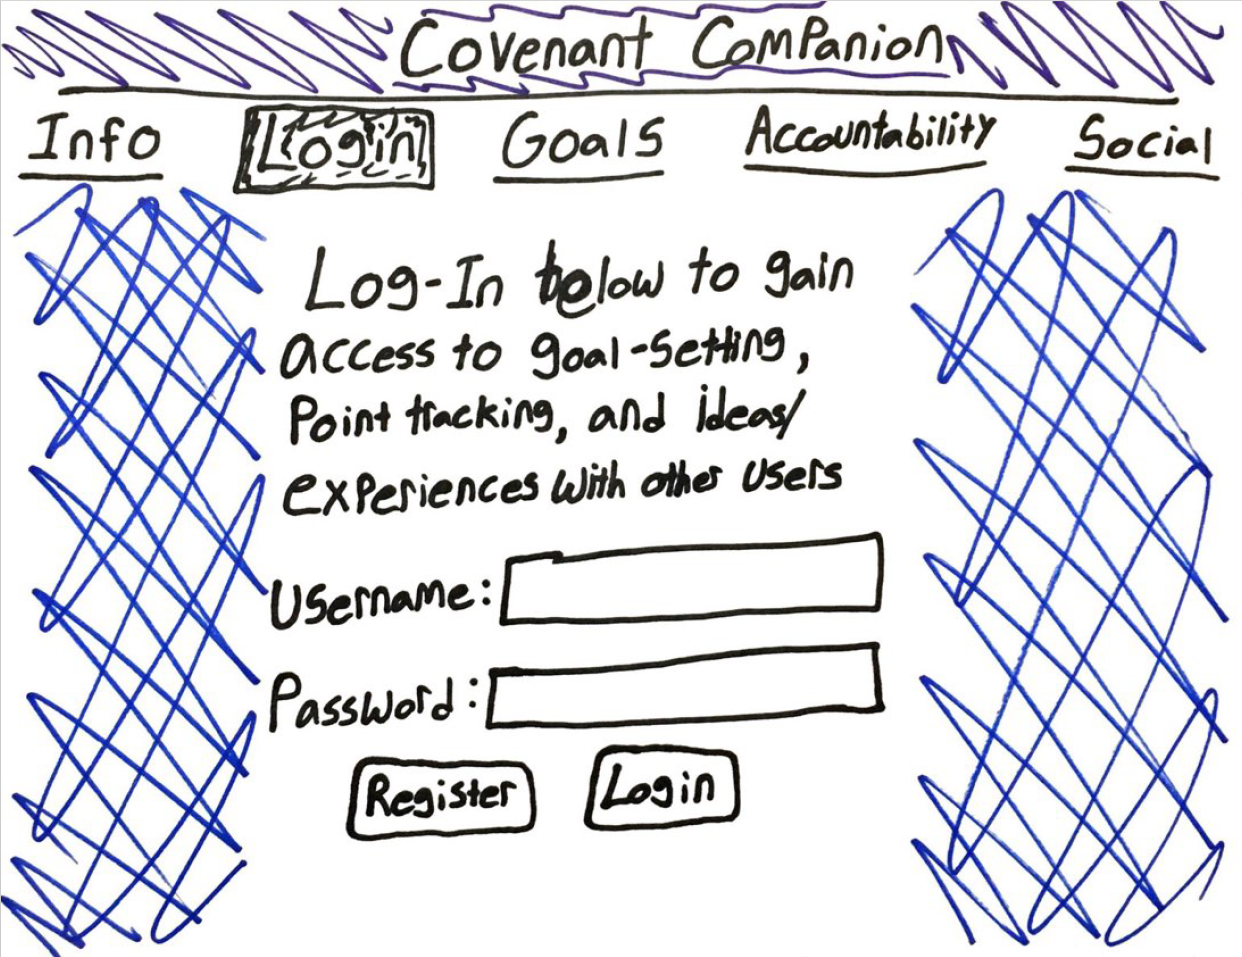 Covenant Companion
Info Login Goals Accountability Social
Log-In below to gain
access to goal-setting,
Point tracking, and ideas/
experiences with other users
Username:
Password:
Register Login